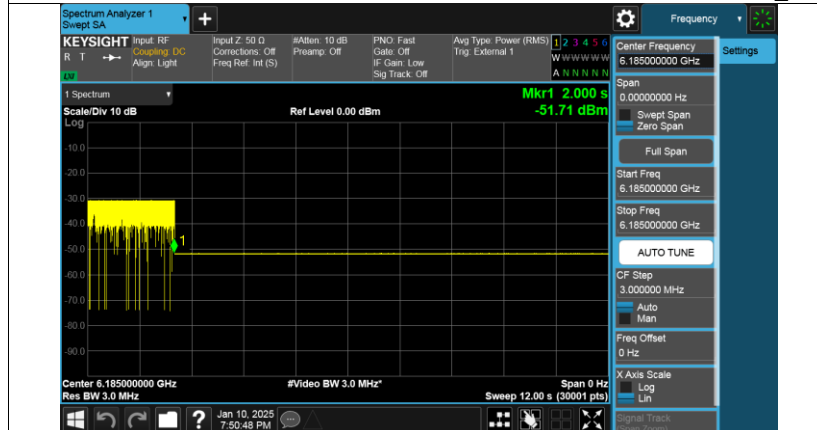 Spectrum Analyzer 1
Swept SA
+
Frequency
KEYSIGHT
R T
LXI
Input: RF
Coupling: DC
Align: Light
Input Z: 50 Ω
Corrections: Off
Freq Ref: Int (S)
#Atten: 10 dB
Preamp: Off
PNO: Fast
Gate: Off
IF Gain: Low
Sig Track: Off
Avg Type: Power (RMS)
Trig: External 1
1 2 3 4 5 6
W W W W W W
A N N N N N
1 Spectrum
Scale/Div 10 dB
Log
Ref Level 0.00 dBm
Mkr1 2.000 s
-51.71 dBm
-10.0
-20.0
-30.0
-40.0
-50.0
-60.0
-70.0
-80.0
-90.0
1
Center 6.185000000 GHz
Res BW 3.0 MHz
#Video BW 3.0 MHz*
Span 0 Hz
Sweep 12.00 s (30001 pts)
Center Frequency
6.185000000 GHz
Span
0.00000000 Hz
Swept Span
Zero Span
Full Span
Start Freq
6.185000000 GHz
Stop Freq
6.185000000 GHz
AUTO TUNE
CF Step
3.000000 MHz
Auto
Man
Freq Offset
0 Hz
X Axis Scale
Log
Lin
Signal Track
(Span Zoom)
Settings
?
Jan 10, 2025
7:50:48 PM